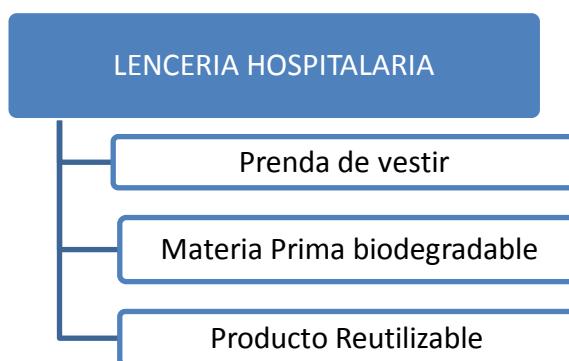 LENCERIA HOSPITALARIA
Prenda de vestir
Materia Prima biodegradable
Producto Reutilizable